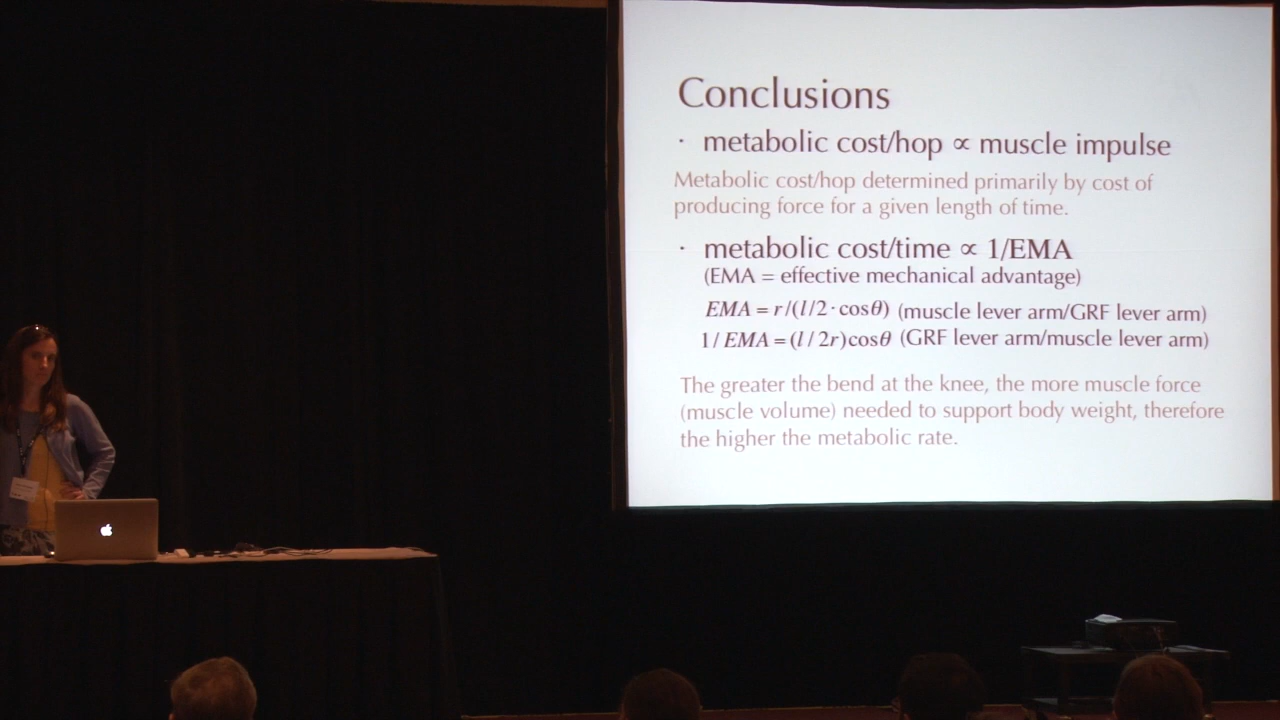 Conclusions
· metabolic cost/hop ∝ muscle impulse
Metabolic cost/hop determined primarily by cost of
producing force for a given length of time.
· metabolic cost/time ∝ 1/EMA
(EMA = effective mechanical advantage)
EMA = r/(l/2·cosθ) (muscle lever arm/GRF lever arm)
1/EMA=(l/2r)cosθ (GRF lever arm/muscle lever arm)
The greater the bend at the knee, the more muscle force
(muscle volume) needed to support body weight, therefore
the higher the metabolic rate.